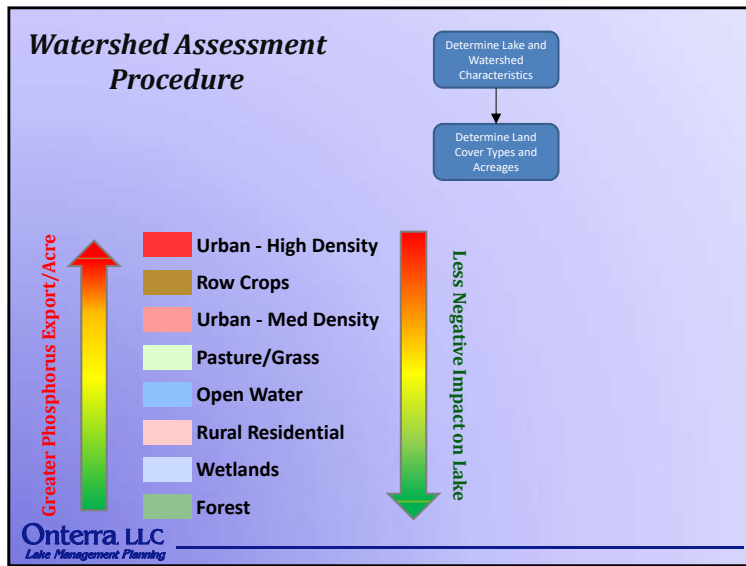 Watershed Assessment
Procedure
Determine Lake and
Watershed
Characteristics
Determine Land
Cover Types and
Acreages
Greater Phosphorus Export/Acre
Urban - High Density
Row Crops
Urban - Med Density
Pasture/Grass
Open Water
Rural Residential
Wetlands
Forest
Less Negative Impact on Lake
Onterra, LLC
Lake Management Planning